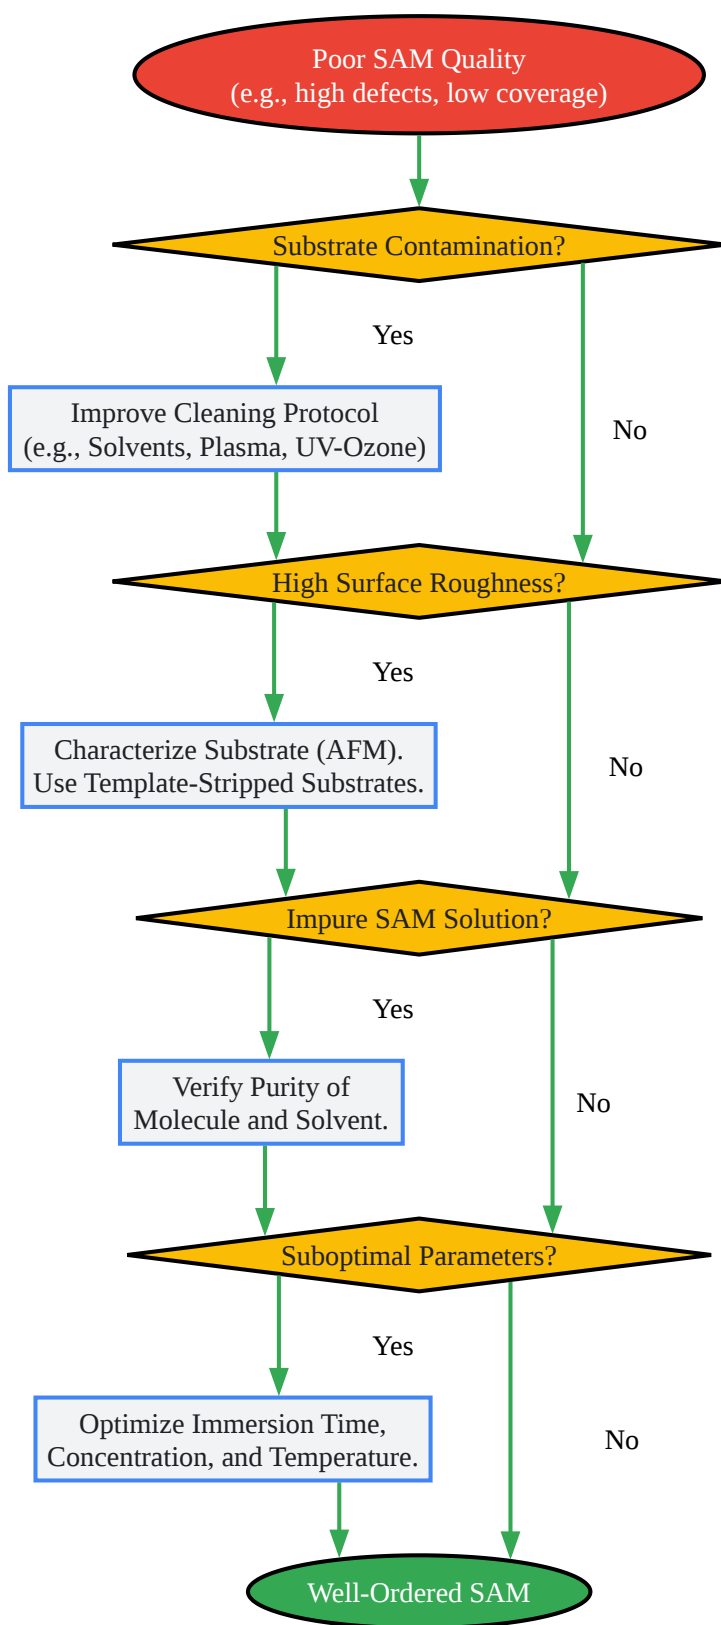 Poor SAM Quality
(e.g., high defects, low coverage)
Substrate Contamination?
Yes
Improve Cleaning Protocol
(e.g., Solvents, Plasma, UV-Ozone)
No
High Surface Roughness?
Yes
Characterize Substrate (AFM).
Use Template-Stripped Substrates.
No
Impure SAM Solution?
Yes
Verify Purity of
Molecule and Solvent.
No
Suboptimal Parameters?
Yes
Optimize Immersion Time,
Concentration, and Temperature.
No
Well-Ordered SAM